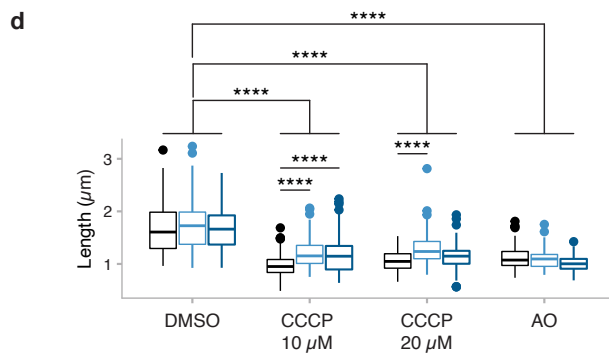 d
****
****
****
****
****
****
Length (µm)
3
2
1
DMSO
CCCP
10 µM
CCCP
20 µM
AO